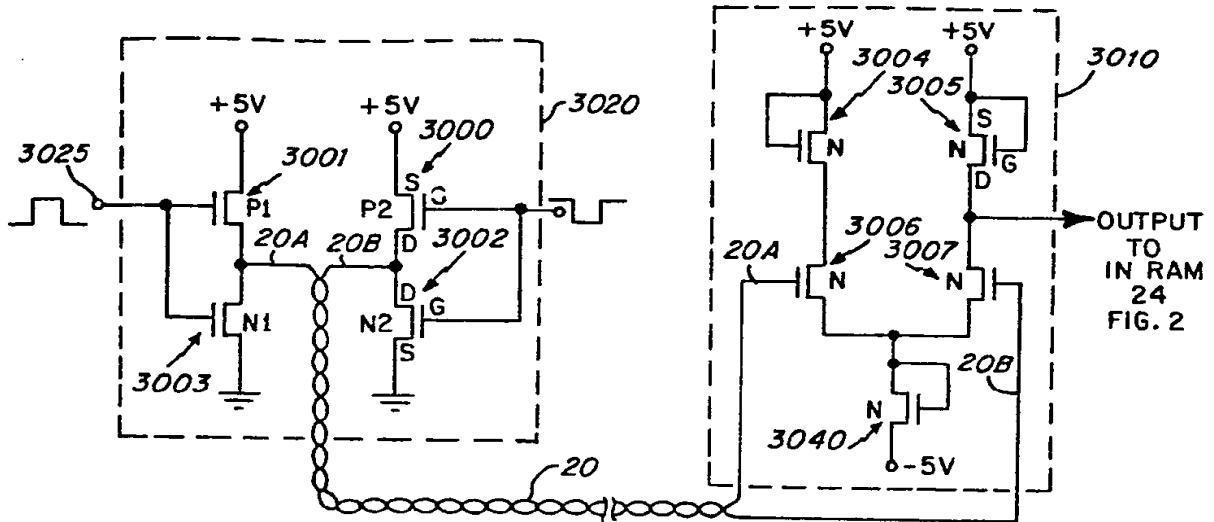 +5V
+5V
3004
3005
3010
S
N
N
G
D
3020
+5V
+5V
3000
3025
3001
S
G
P1
P2
20A
20B
D
3002
D
G
N1
N2
S
3003
3006
3007
20A
N
N
OUTPUT
TO
IN RAM
24
FIG. 2
20B
N
3040
-5V
20